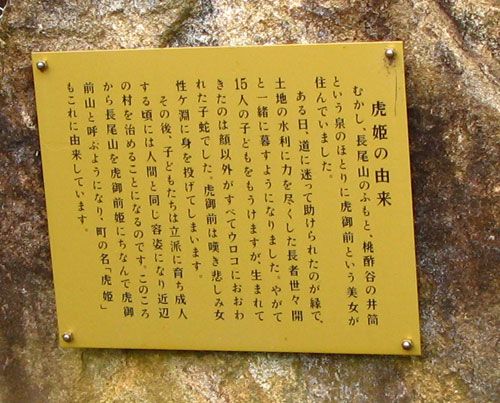 虎姫の由来
むかし、長尾山のふもと、桃酢谷の井筒
という泉のほとりに虎御前という美女が
住んでいました。
ある日、道に迷って助けられたのが縁で、
土地の水利に力を尽くした長者世々開
と一緒に暮すようになりました。やがて
15人の子どもをもうけますが、生まれて
きたのは顔以外がすべてウロコにおおわ
れた子蛇でした。虎御前は嘆き悲しみ女
性ケ淵に身を投げてしまいます。
その後、子どもたちは立派に育ち成人
する頃には人間と同じ容姿になり近辺
の村を治めることになるのです。このころ
から長尾山を虎御前姫にちなんで虎御
前山と呼ぶようになり、町の名「虎姫」
もこれに由来しています。